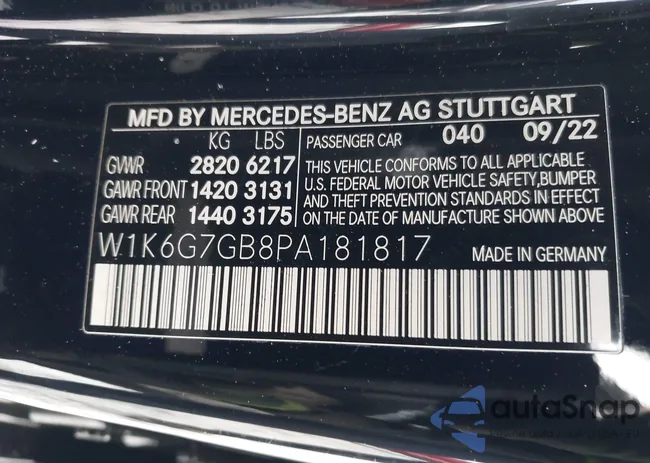 MFD BY MERCEDES-BENZ AG STUTTGART
KG LBS
GVWR 2820 6217
GAWR FRONT 1420 3131
GAWR REAR 1440 3175
PASSENGER CAR 040 09/22
THIS VEHICLE CONFORMS TO ALL APPLICABLE
U.S. FEDERAL MOTOR VEHICLE SAFETY,BUMPER
AND THEFT PREVENTION STANDARDS IN EFFECT
ON THE DATE OF MANUFACTURE SHOWN ABOVE.
W1K6G7GB8PA181817
MADE IN GERMANY
autoSnap